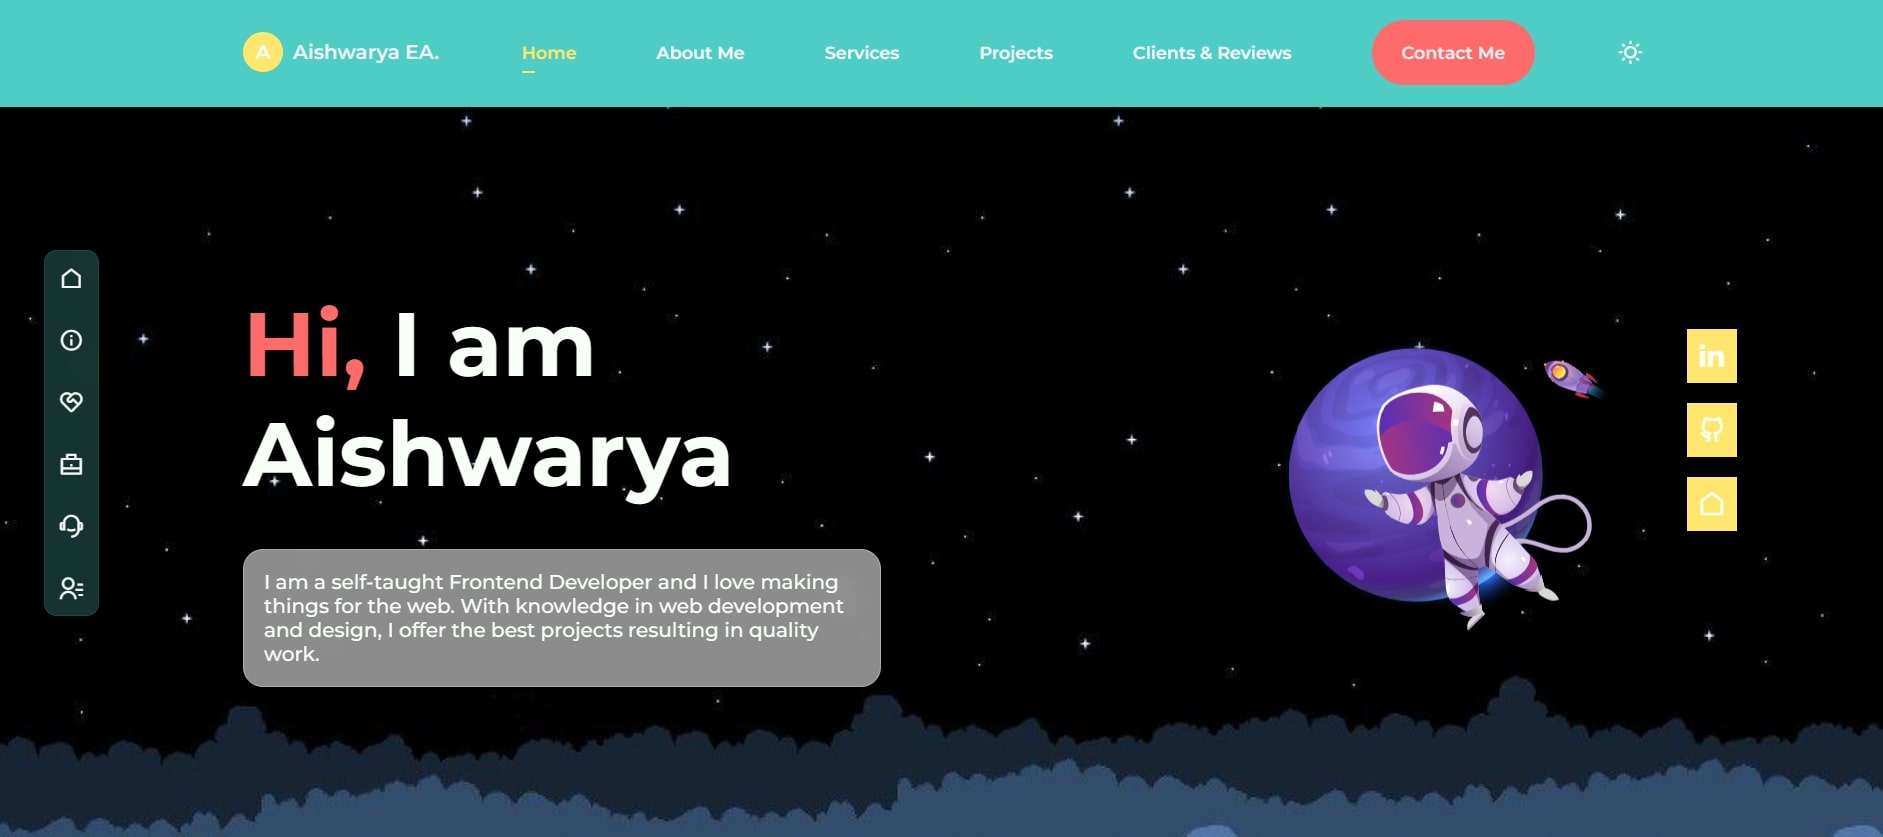 A Aishwarya EA. Home About Me Services Projects Clients & Reviews Contact Me
Hi, I am
Aishwarya
in
I am a self-taught Frontend Developer and I love making
things for the web. With knowledge in web development
and design, I offer the best projects resulting in quality
work.